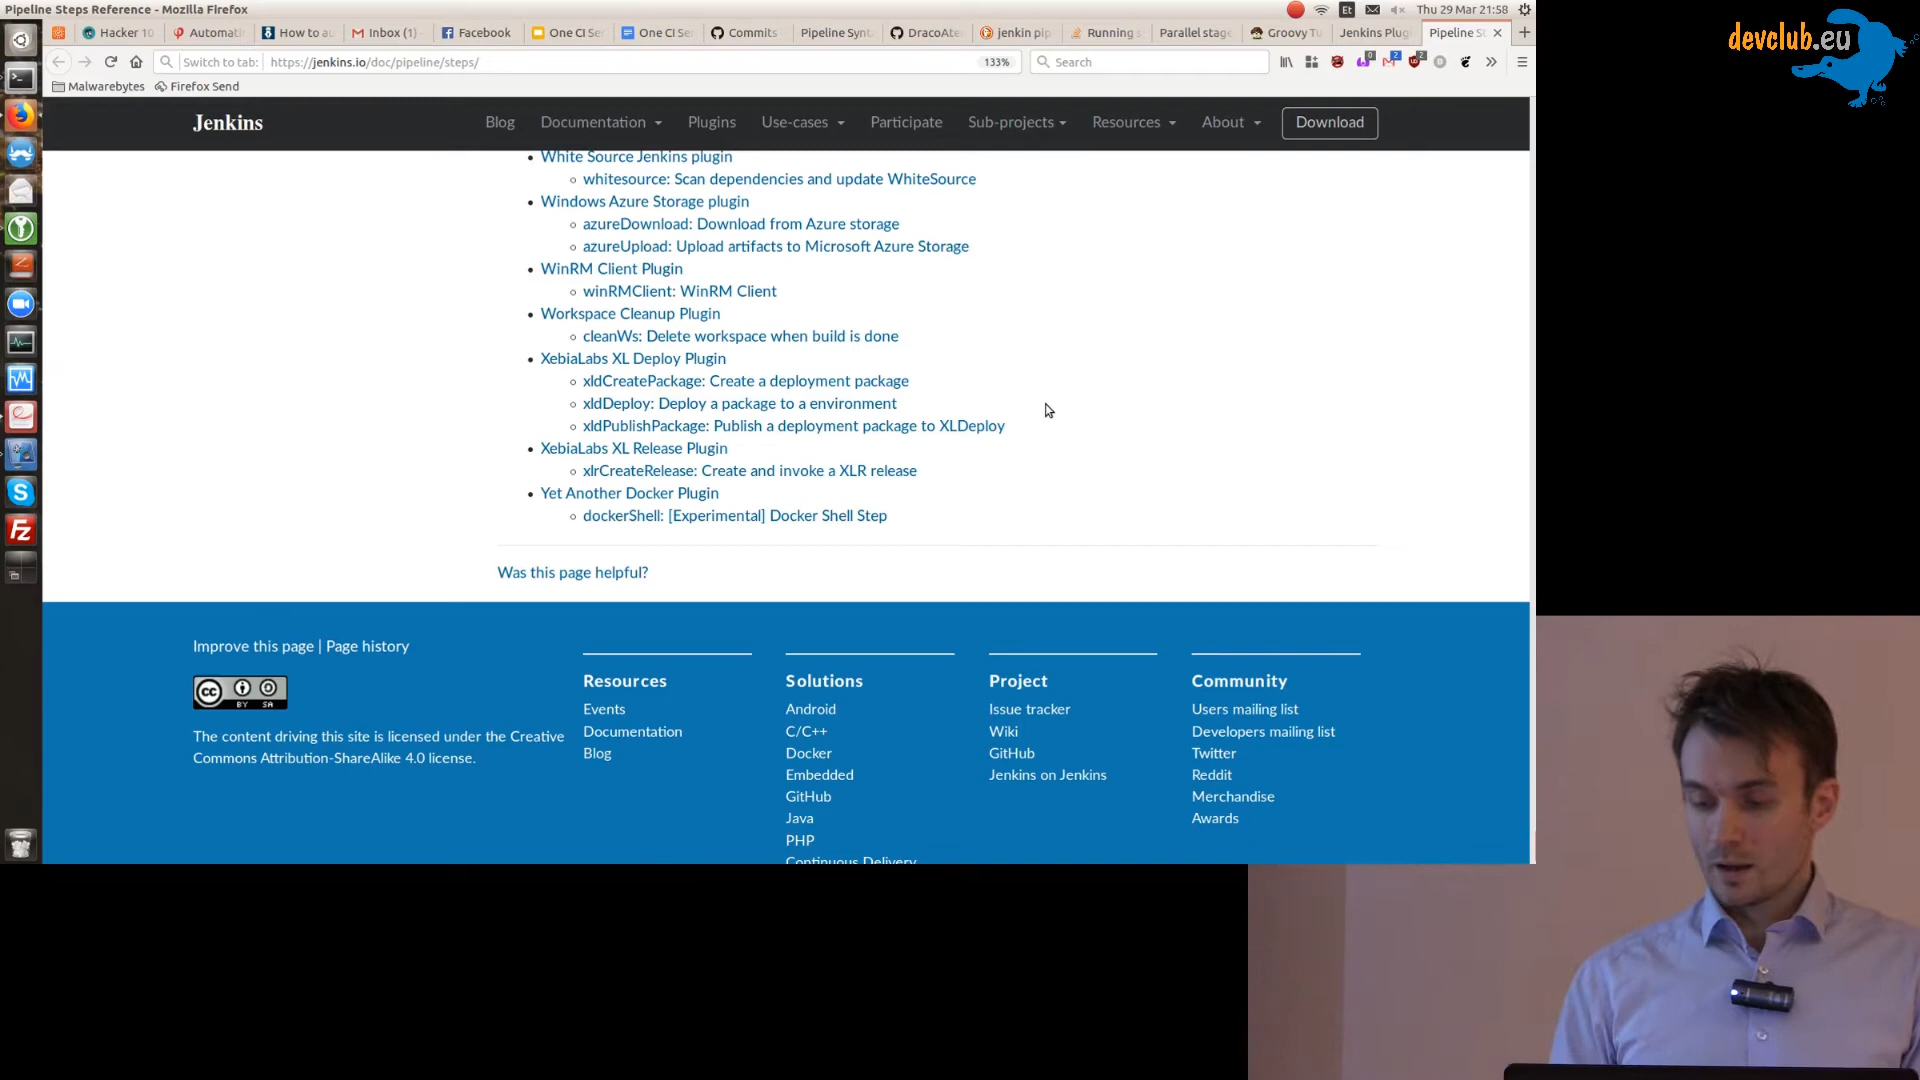 Pipeline Steps Reference - Mozilla Firefox
Et
Thu 29 Mar 21:58
devclub.eu
Hacker 10
Automati
How to au
Inbox (1)
Facebook
One CI Ser
One CI Ser
Commits
Pipeline Synt
DracoAte
jenkin pip
Running s
Parallel stage
Groovy Tu
Jenkins Plug
Pipeline St
Switch to tab: https://jenkins.io/doc/pipeline/steps/
133%
Search
Malwarebytes
Firefox Send
Jenkins
Blog
Documentation
Plugins
Use-cases
Participate
Sub-projects
Resources
About
Download
White Source Jenkins plugin
whitesource: Scan dependencies and update WhiteSource
Windows Azure Storage plugin
azureDownload: Download from Azure storage
azureUpload: Upload artifacts to Microsoft Azure Storage
WinRM Client Plugin
winRMClient: WinRM Client
Workspace Cleanup Plugin
cleanWs: Delete workspace when build is done
XebiaLabs XL Deploy Plugin
xldCreatePackage: Create a deployment package
xldDeploy: Deploy a package to a environment
xldPublishPackage: Publish a deployment package to XLDeploy
XebiaLabs XL Release Plugin
xlrCreateRelease: Create and invoke a XLR release
Yet Another Docker Plugin
dockerShell: [Experimental] Docker Shell Step
Was this page helpful?
Improve this page | Page history
cc BY SA
The content driving this site is licensed under the Creative
Commons Attribution-ShareAlike 4.0 license.
Resources
Events
Documentation
Blog
Solutions
Android
C/C++
Docker
Embedded
GitHub
Java
PHP
Continuous Delivery
Project
Issue tracker
Wiki
GitHub
Jenkins on Jenkins
Community
Users mailing list
Developers mailing list
Twitter
Reddit
Merchandise
Awards